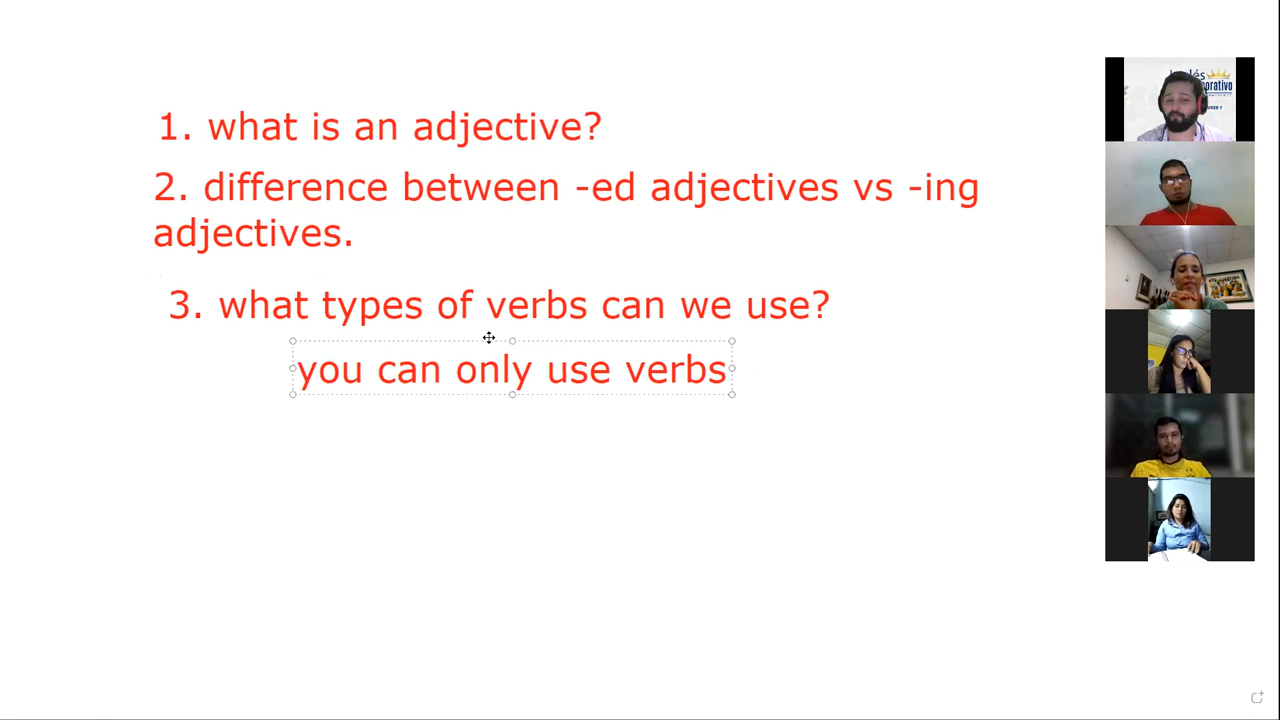 1. what is an adjective?
2. difference between -ed adjectives vs -ing
adjectives.
3. what types of verbs can we use?
you can only use verbs